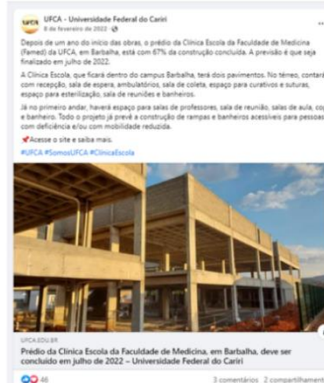 UFCA - Universidade Federal do Cariri
8 de fevereiro de 2022
Depois de um ano do início das obras, o prédio da Clínica Escola da Faculdade de Medicina
(Famed) da UFCA, em Barbalha, está com 67% da construção concluída. A previsão é que seja
finalizado em julho de 2022.
A Clínica Escola, que ficará dentro do campus Barbalha, terá dois pavimentos. No térreo, contará
com recepção, sala de espera, ambulatórios, sala de coleta, espaço para curativos e suturas,
espaço para esterilização, sala de reuniões e banheiros.
Já no primeiro andar, haverá espaço para salas de professores, sala de reunião, salas de aula,
e banheiro. Todo o projeto já prevê a construção de rampas e banheiros acessíveis para pessoas
com deficiência e/ou com mobilidade reduzida.
📌Acesse o site e saiba mais.
#UFCA #SomosUFCA #ClínicaEscola
UFCA.EDU.BR
Prédio da Clínica Escola da Faculdade de Medicina, em Barbalha, deve ser
concluído em julho de 2022 – Universidade Federal do Cariri
48
3 comentários 2 compartilhamentos